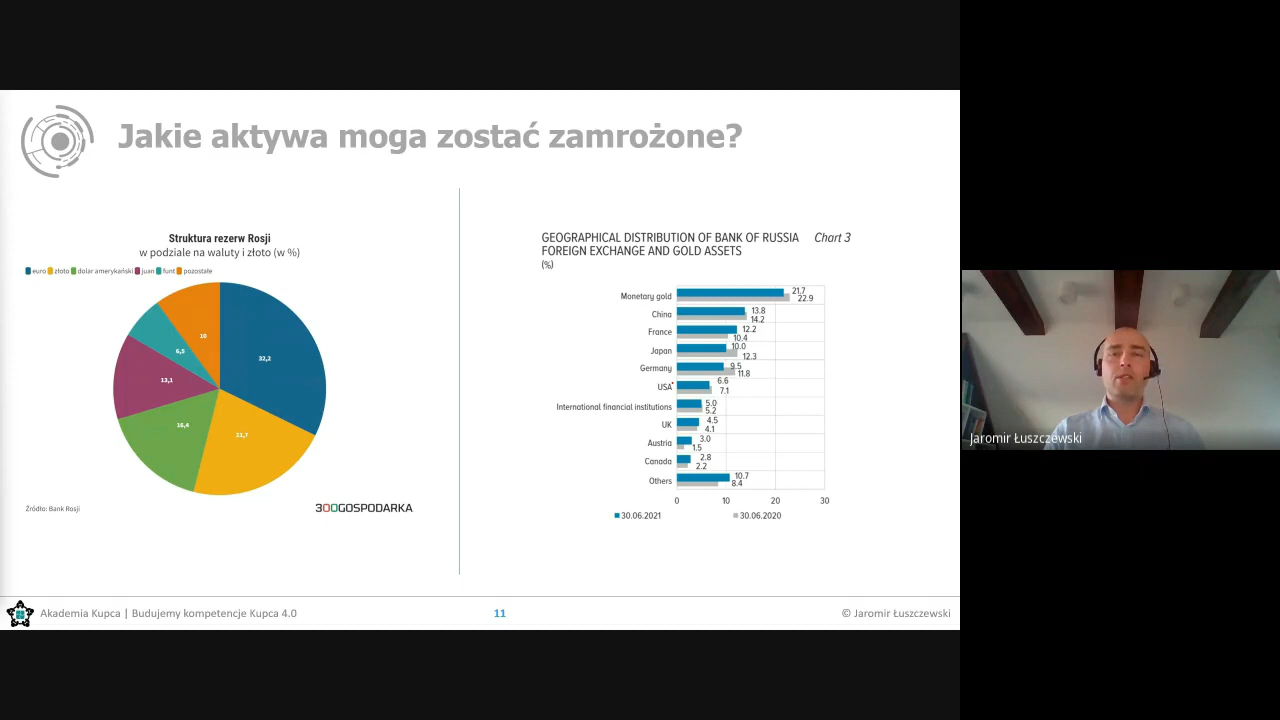 Jakie aktywa moga zostać zamrożone?
Struktura rezerw Rosji
w podziale na waluty i złoto (w %)
euro złoto dolar amerykański juan funt pozostałe
10
6,5
32,2
13,1
16,4
21,7
Źródło: Bank Rosji
300GOSPODARKA
GEOGRAPHICAL DISTRIBUTION OF BANK OF RUSSIA Chart 3
FOREIGN EXCHANGE AND GOLD ASSETS
(%)
Monetary gold 21.7 22.9
China 13.8 14.2
France 12.2 10.4
Japan 10.0 12.3
Germany 9.5 11.8
USA* 6.6 7.1
International financial institutions 5.0 5.2
UK 4.5 4.1
Austria 3.0 1.5
Canada 2.8 2.2
Others 10.7 8.4
0 10 20 30
30.06.2021 30.06.2020
Jaromir Łuszczewski
Akademia Kupca | Budujemy kompetencje Kupca 4.0 11 © Jaromir Łuszczewski